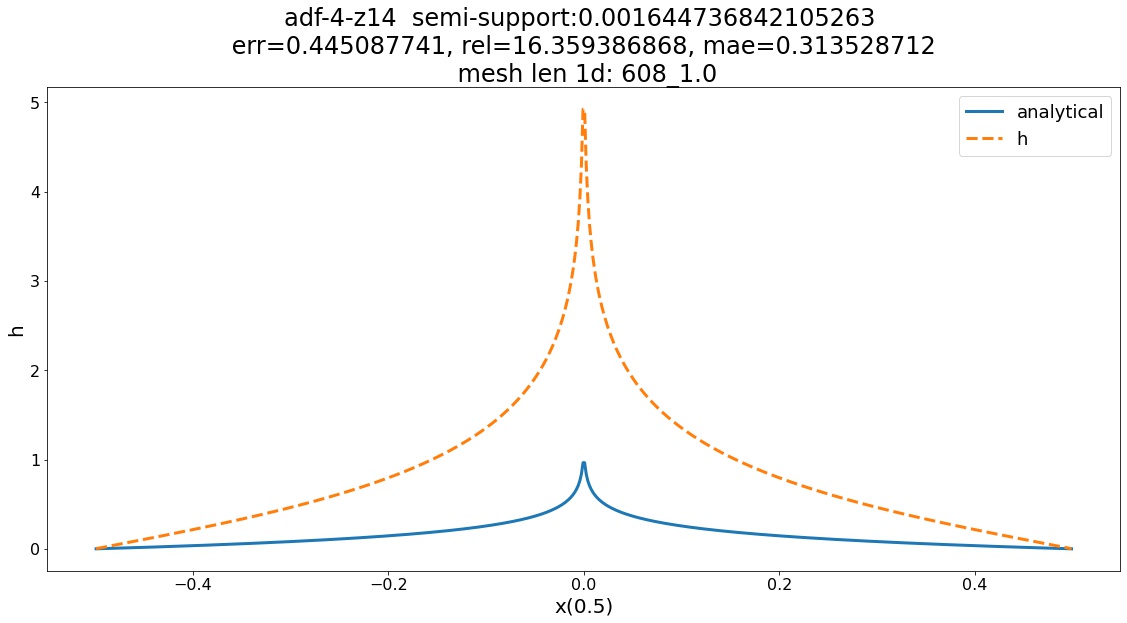 adf-4-z14  semi-support:0.001644736842105263
err=0.445087741, rel=16.359386868, mae=0.313528712
mesh len 1d: 608_1.0
analytical
h
5
4
3
2
1
0
h
−0.4
−0.2
0.0
0.2
0.4
x(0.5)